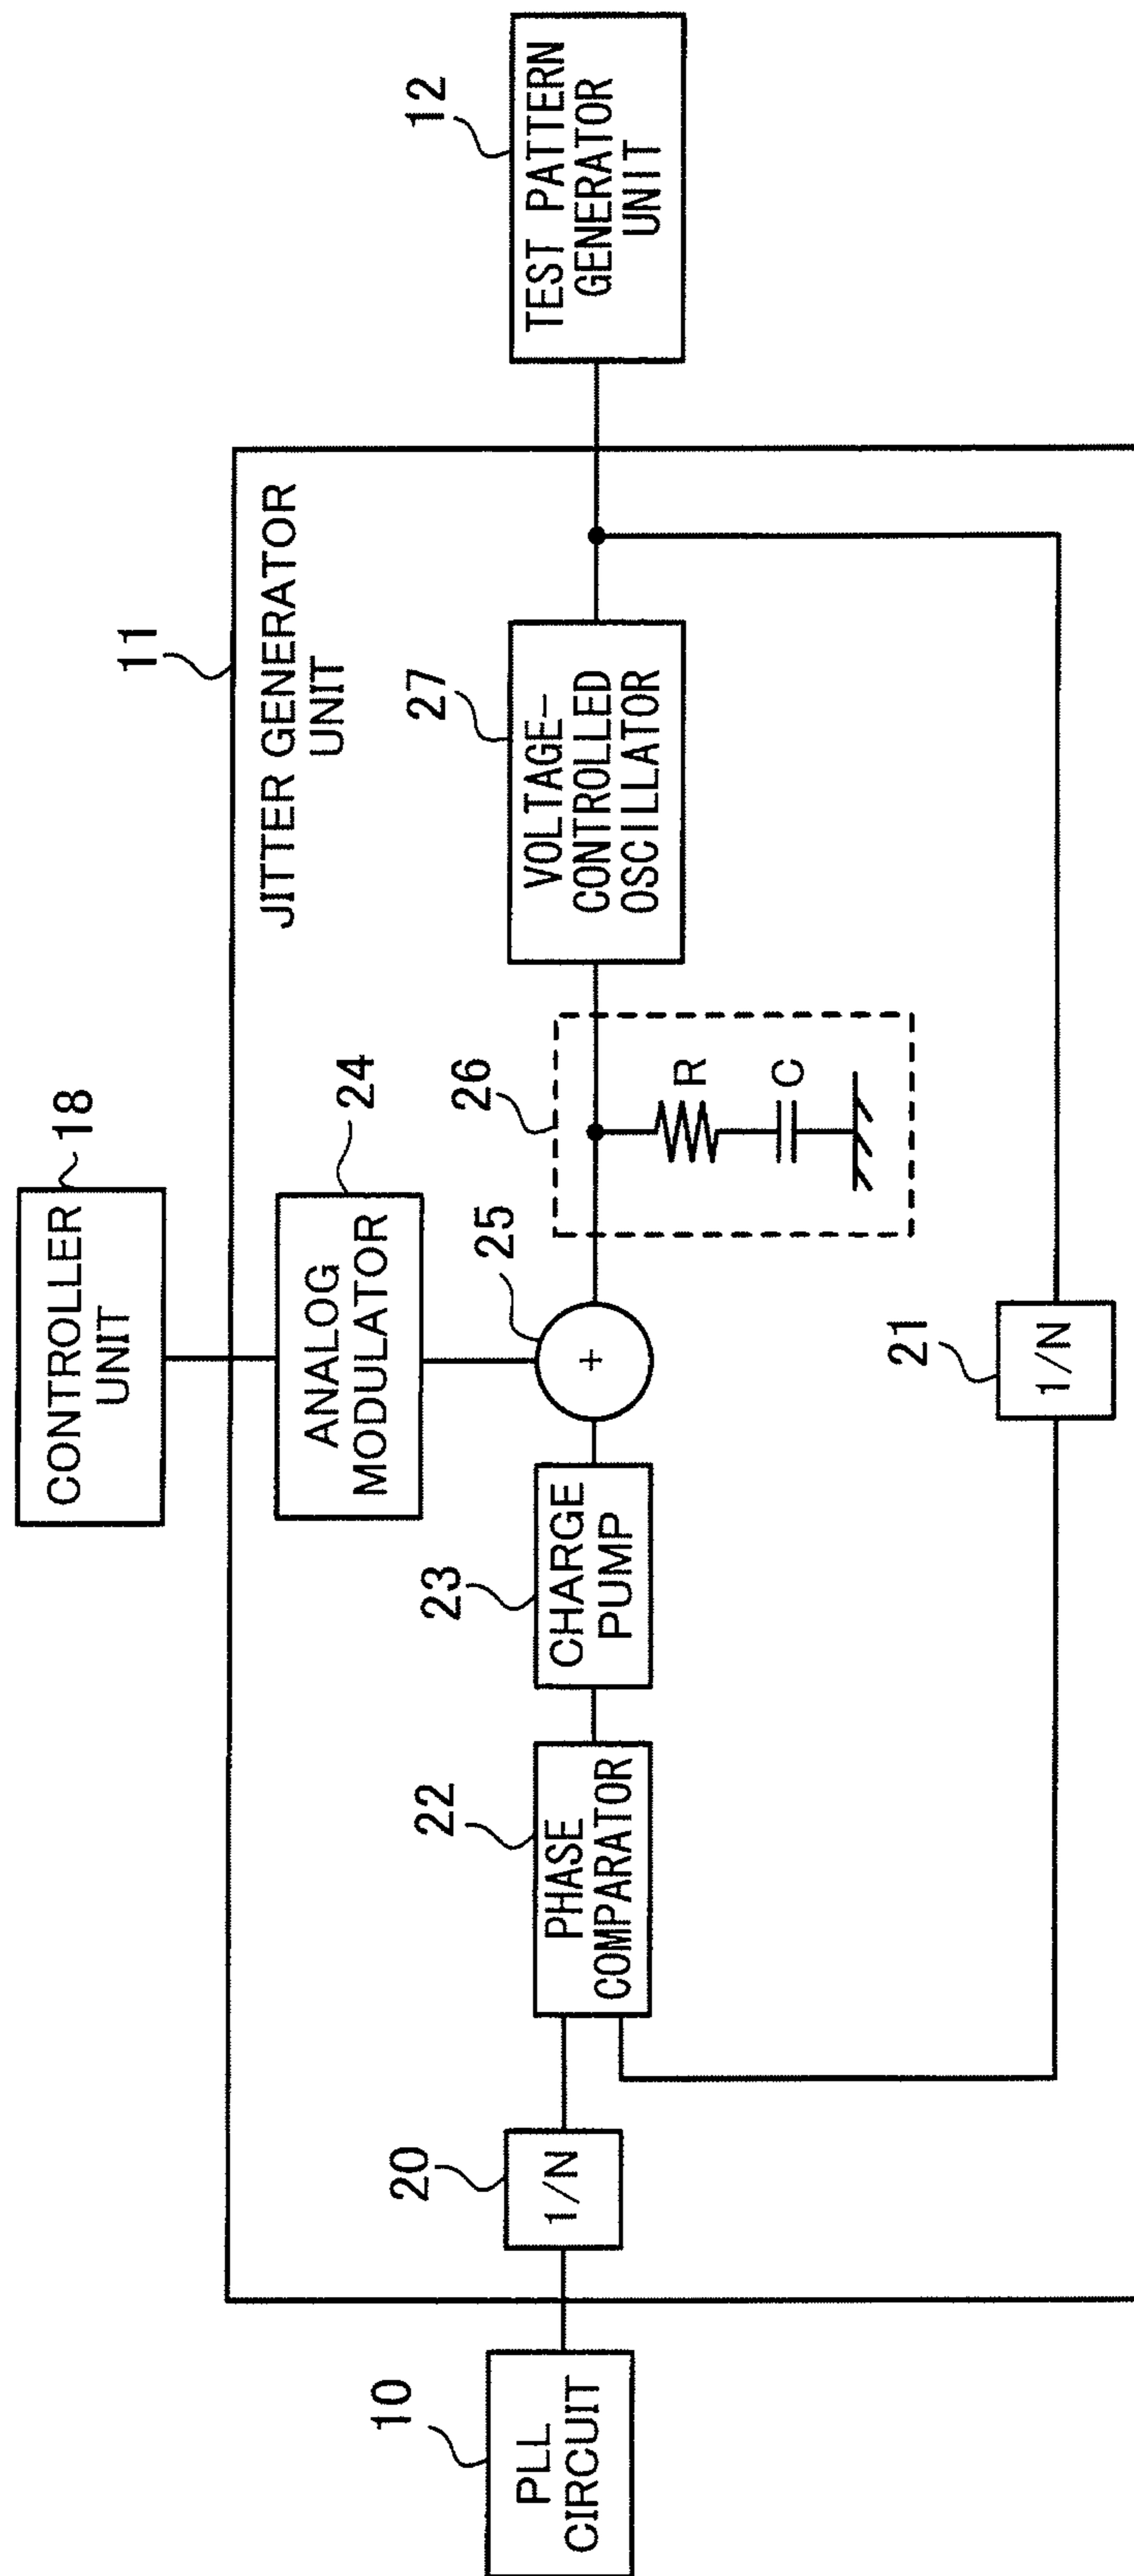 18
CONTROLLER
UNIT
11
JITTER GENERATOR
UNIT
24
ANALOG
MODULATOR
10
PLL
CIRCUIT
20
1/N
22
PHASE
COMPARATOR
23
CHARGE
PUMP
25
+
26
R
C
27
VOLTAGE-
CONTROLLED
OSCILLATOR
12
TEST PATTERN
GENERATOR
UNIT
21
1/N